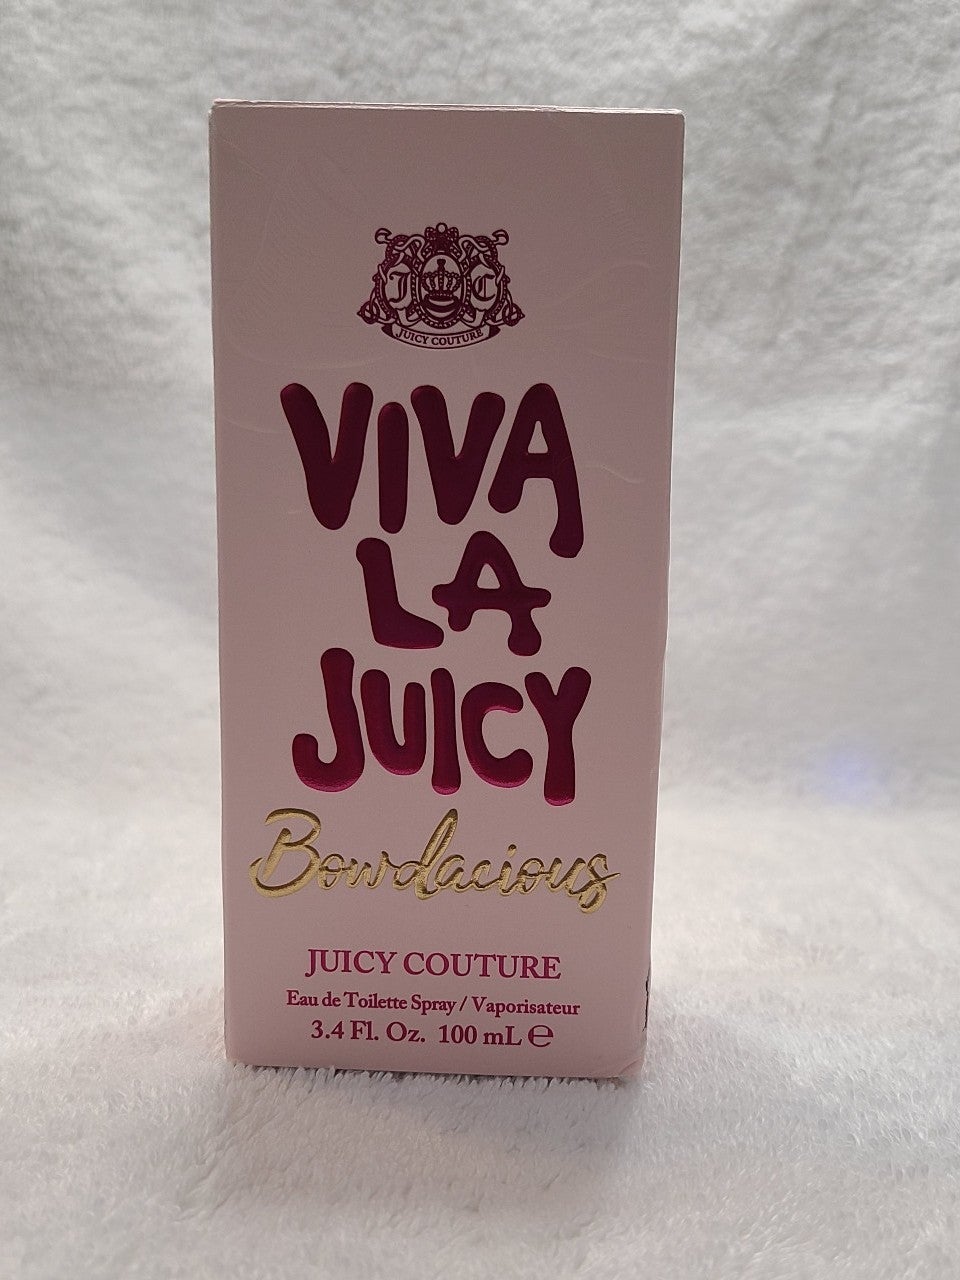 J C
JUICY COUTURE
VIVA
LA
JUICY
Bowdacious
JUICY COUTURE
Eau de Toilette Spray / Vaporisateur
3.4 Fl. Oz. 100 mL ℮